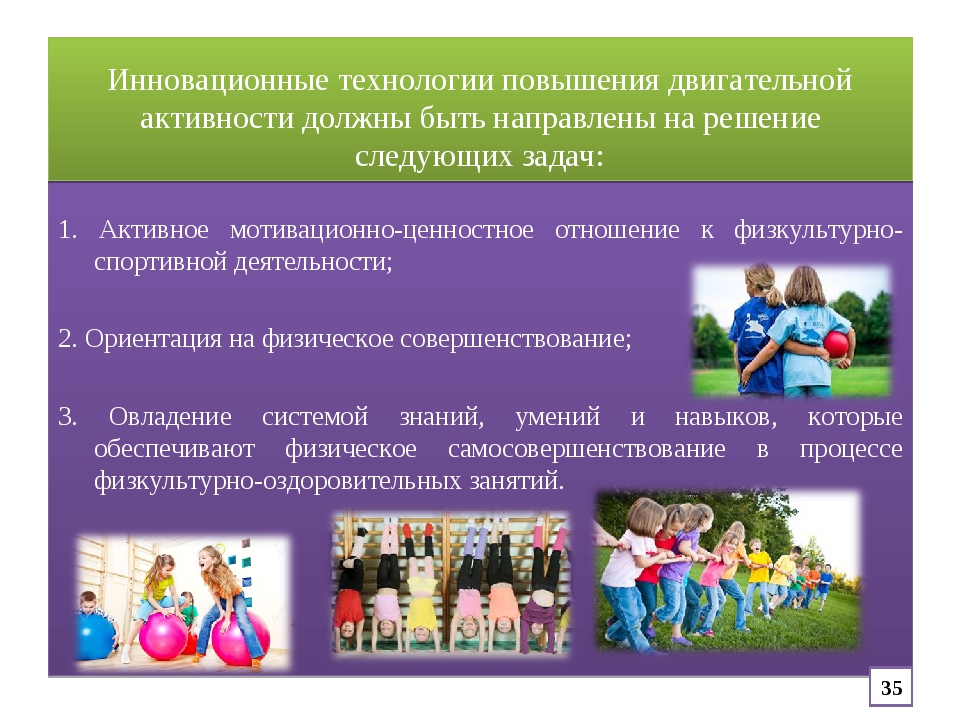 Инновационные технологии повышения двигательной
активности должны быть направлены на решение
следующих задач:
1. Активное мотивационно-ценностное отношение к физкультурно-
спортивной деятельности;
2. Ориентация на физическое совершенствование;
3. Овладение системой знаний, умений и навыков, которые
обеспечивают физическое самосовершенствование в процессе
физкультурно-оздоровительных занятий.
35